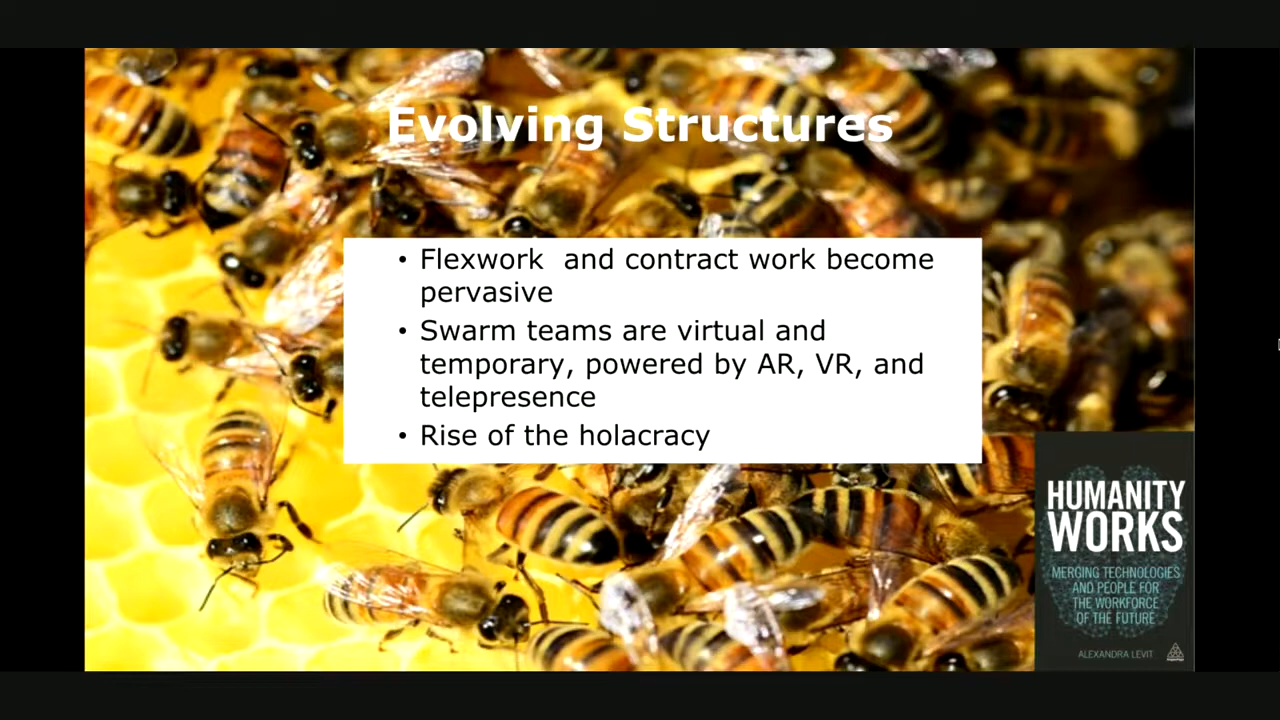 Evolving Structures
• Flexwork  and contract work become
pervasive
• Swarm teams are virtual and
temporary, powered by AR, VR, and
telepresence
• Rise of the holacracy
HUMANITY
WORKS
MERGING TECHNOLOGIES
AND PEOPLE FOR
THE WORKFORCE
OF THE FUTURE
ALEXANDRA LEVIT